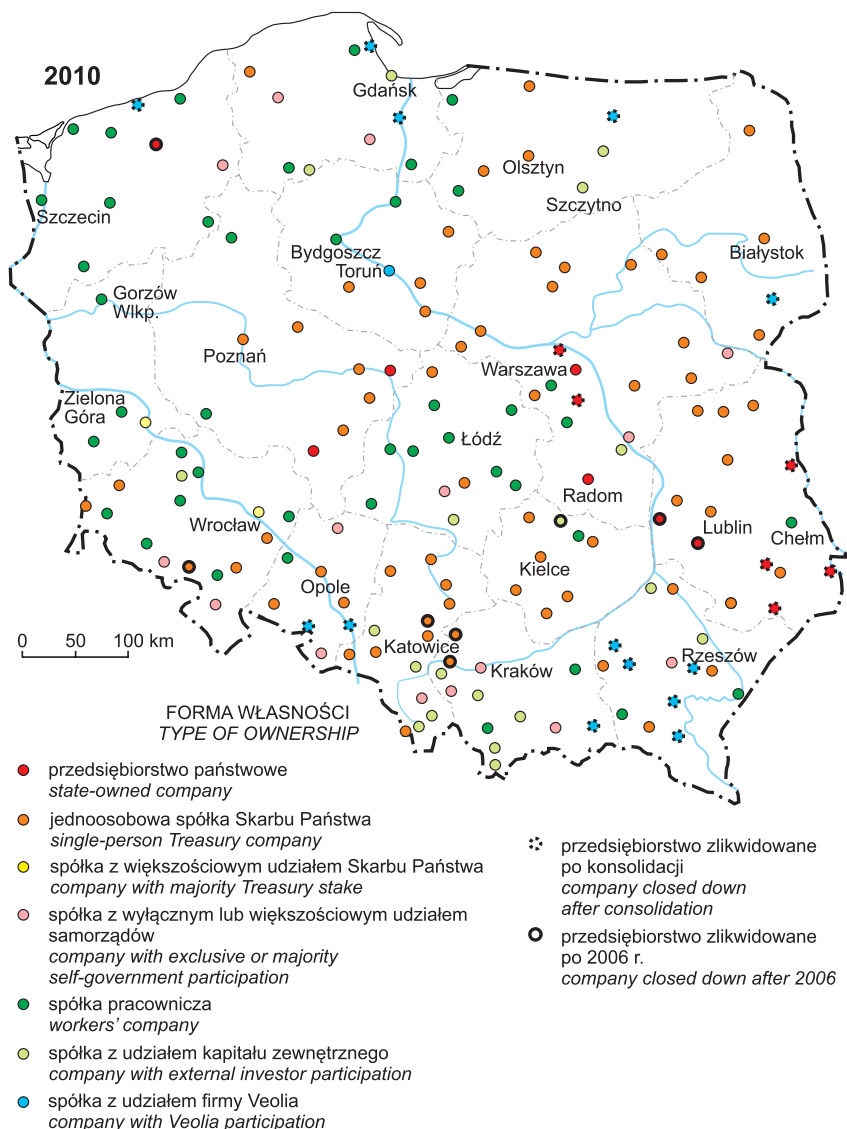 2010
Gdańsk
Olsztyn
Szczytno
Szczecin
Bydgoszcz
Toruń
Białystok
Gorzów
Wlkp.
Poznań
Warszawa
Zielona
Góra
Łódź
Radom
Lublin
Chełm
Wrocław
Kielce
Opole
Katowice
Kraków
Rzeszów
0 50 100 km
FORMA WŁASNOŚCI
TYPE OF OWNERSHIP
przedsiębiorstwo państwowe
state-owned company
jednoosobowa spółka Skarbu Państwa
single-person Treasury company
spółka z większościowym udziałem Skarbu Państwa
company with majority Treasury stake
spółka z wyłącznym lub większościowym udziałem
samorządów
company with exclusive or majority
self-government participation
spółka pracownicza
workers' company
spółka z udziałem kapitału zewnętrznego
company with external investor participation
spółka z udziałem firmy Veolia
company with Veolia participation
przedsiębiorstwo zlikwidowane
po konsolidacji
company closed down
after consolidation
przedsiębiorstwo zlikwidowane
po 2006 r.
company closed down after 2006